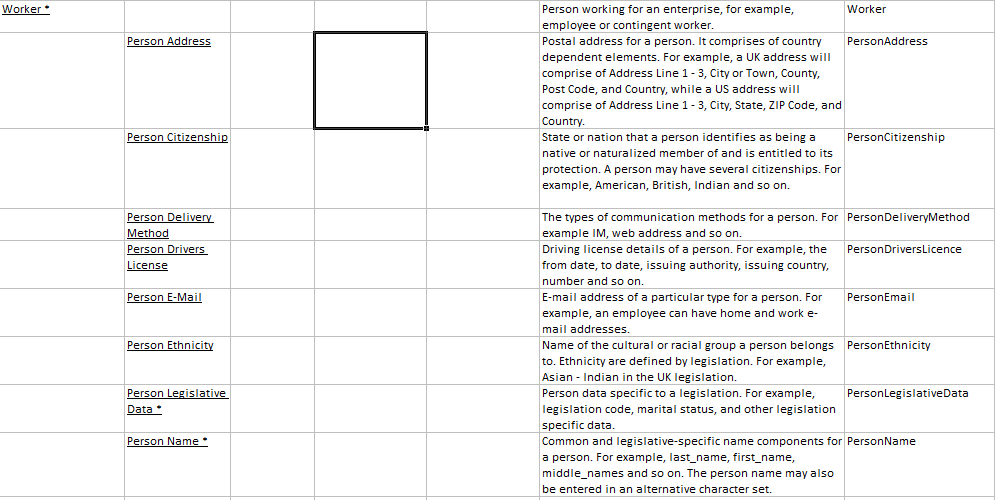 Worker *
Person working for an enterprise, for example,
employee or contingent worker.
Worker
Person Address
Postal address for a person. It comprises of country
dependent elements. For example, a UK address will
comprise of Address Line 1 - 3, City or Town, County,
Post Code, and Country, while a US address will
comprise of Address Line 1 - 3, City, State, ZIP Code, and
Country.
PersonAddress
Person Citizenship
State or nation that a person identifies as being a
native or naturalized member of and is entitled to its
protection. A person may have several citizenships. For
example, American, British, Indian and so on.
PersonCitizenship
Person Delivery
Method
The types of communication methods for a person. For
example IM, web address and so on.
PersonDeliveryMethod
Person Drivers
License
Driving license details of a person. For example, the
from date, to date, issuing authority, issuing country,
number and so on.
PersonDriversLicence
Person E-Mail
E-mail address of a particular type for a person. For
example, an employee can have home and work e-
mail addresses.
PersonEmail
Person Ethnicity
Name of the cultural or racial group a person belongs
to. Ethnicity are defined by legislation. For example,
Asian - Indian in the UK legislation.
PersonEthnicity
Person Legislative
Data *
Person data specific to a legislation. For example,
legislation code, marital status, and other legislation
specific data.
PersonLegislativeData
Person Name *
Common and legislative-specific name components for
a person. For example, last_name, first_name,
middle_names and so on. The person name may also
be entered in an alternative character set.
PersonName